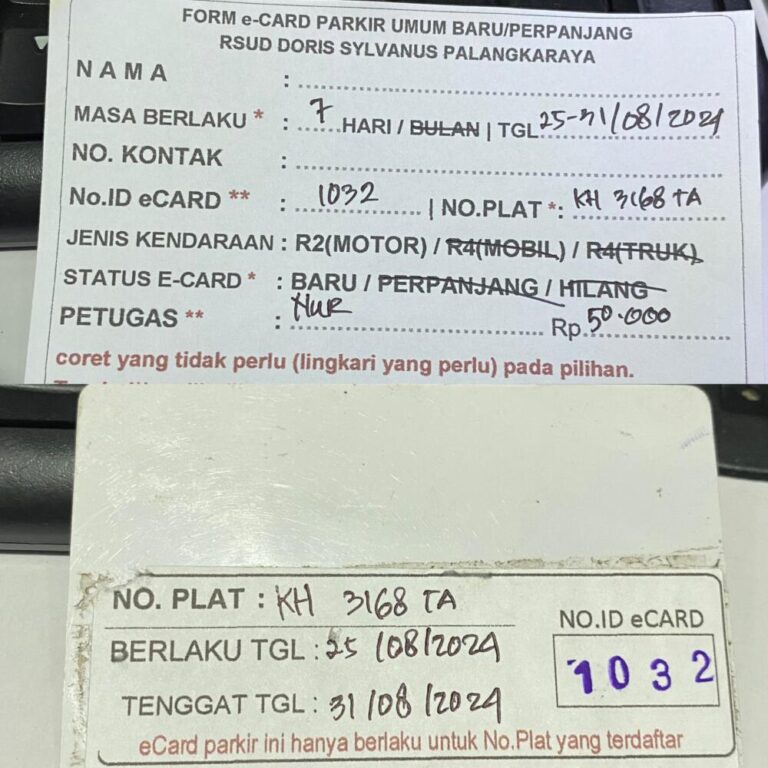 FORM e-CARD PARKIR UMUM BARU/PERPANJANG
RSUD DORIS SYLVANUS PALANGKARAYA
N A M A :
MASA BERLAKU * : 7 HARI / BULAN | TGL 25-31/08/2024
NO. KONTAK :
No.ID eCARD ** : 1032 | NO.PLAT *: KH 3168 TA
JENIS KENDARAAN : R2(MOTOR) / R4(MOBIL) / R4(TRUK)
STATUS E-CARD * : BARU / PERPANJANG / HILANG
PETUGAS ** : NUR Rp. 50.000
coret yang tidak perlu (lingkari yang perlu) pada pilihan.
NO. PLAT : KH 3168 TA
BERLAKU TGL : 25 /08/2024
TENGGAT TGL : 31/08/2024
NO.ID eCARD
1032
eCard parkir ini hanya berlaku untuk No.Plat yang terdaftar